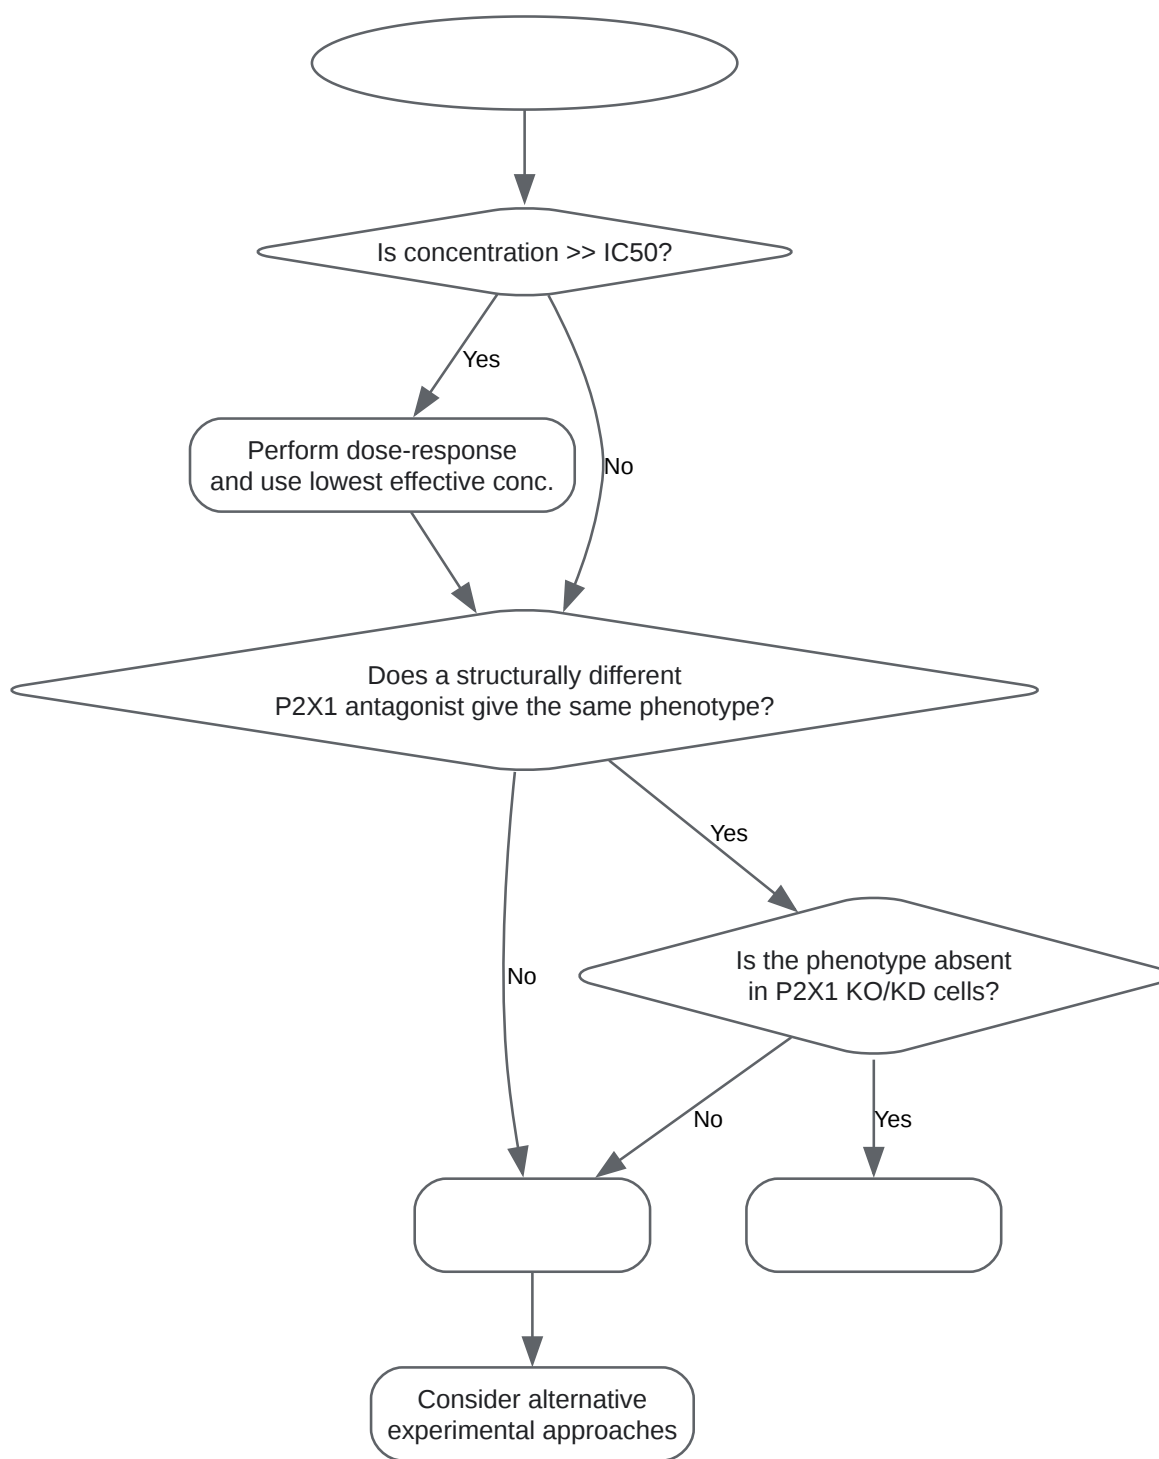 Is concentration >> IC50?
Yes
Perform dose-response
and use lowest effective conc.
No
Does a structurally different
P2X1 antagonist give the same phenotype?
Yes
Is the phenotype absent
in P2X1 KO/KD cells?
No
No
Yes
Consider alternative
experimental approaches